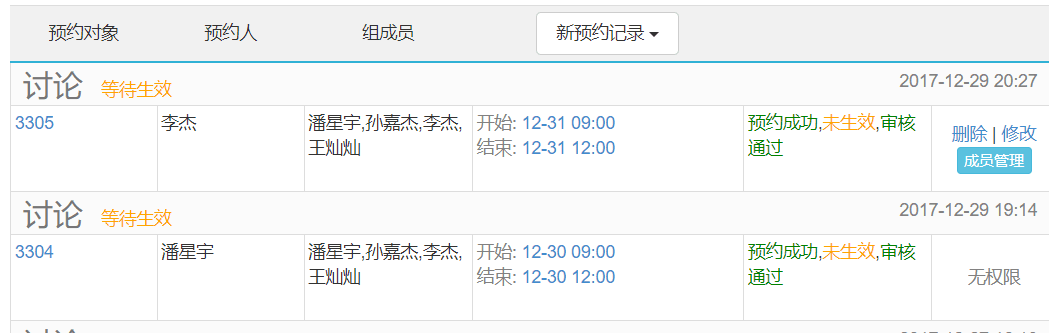 预约对象 预约人 组成员 新预约记录
讨论 等待生效 2017-12-29 20:27
3305 李杰 潘星宇,孙嘉杰,李杰, 开始: 12-31 09:00 预约成功,未生效,审核 删除 | 修改
王灿灿 结束: 12-31 12:00 通过 成员管理
讨论 等待生效 2017-12-29 19:14
3304 潘星宇 潘星宇,孙嘉杰,李杰, 开始: 12-30 09:00 预约成功,未生效,审核
王灿灿 结束: 12-30 12:00 通过 无权限